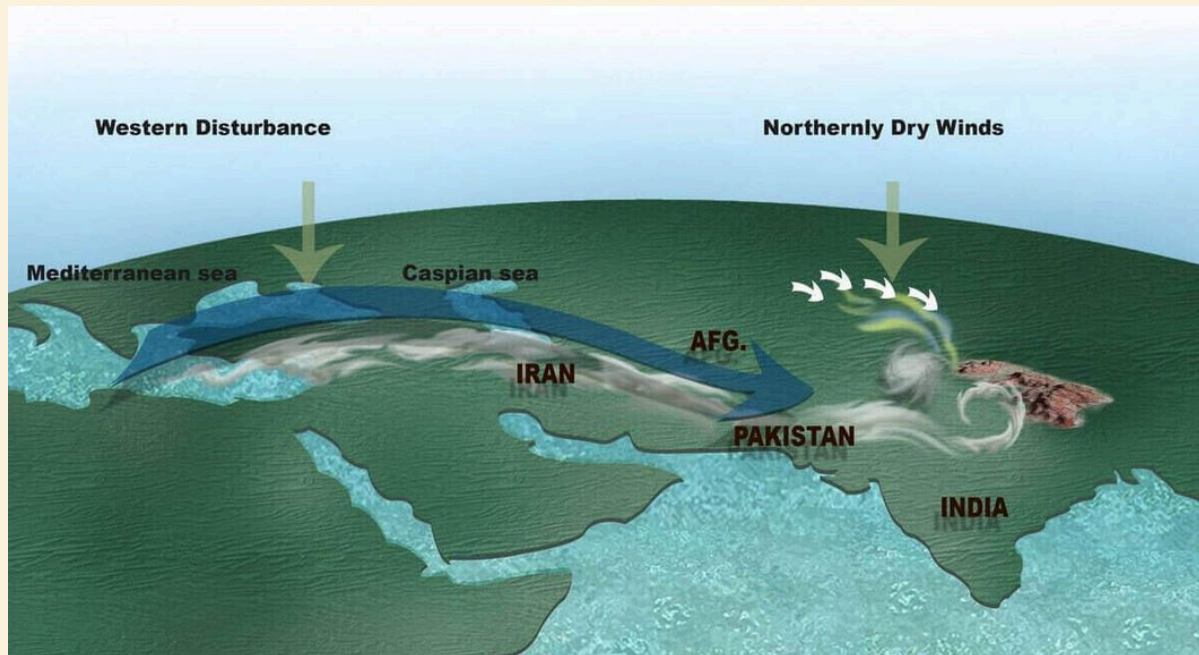 Western Disturbance
Northernly Dry Winds
Mediterranean sea
Caspian sea
AFG.
IRAN
PAKISTAN
INDIA